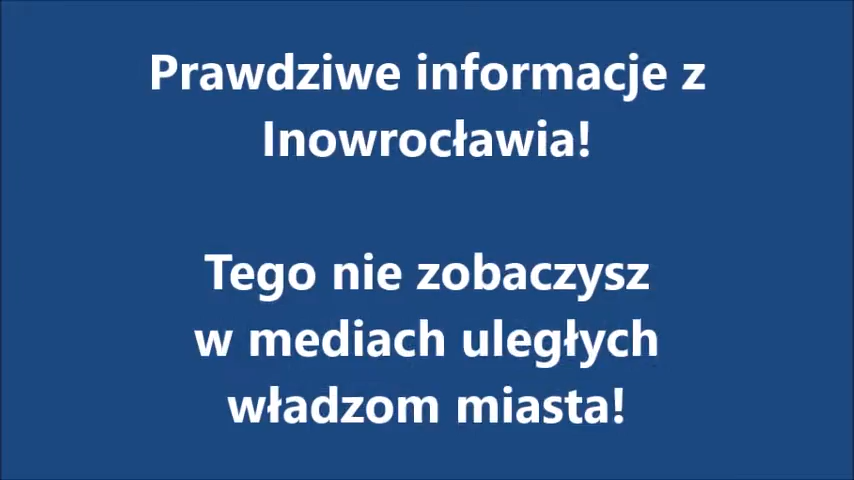 Prawdziwe informacje z
Inowrocławia!
Tego nie zobaczysz
w mediach uległych
władzom miasta!